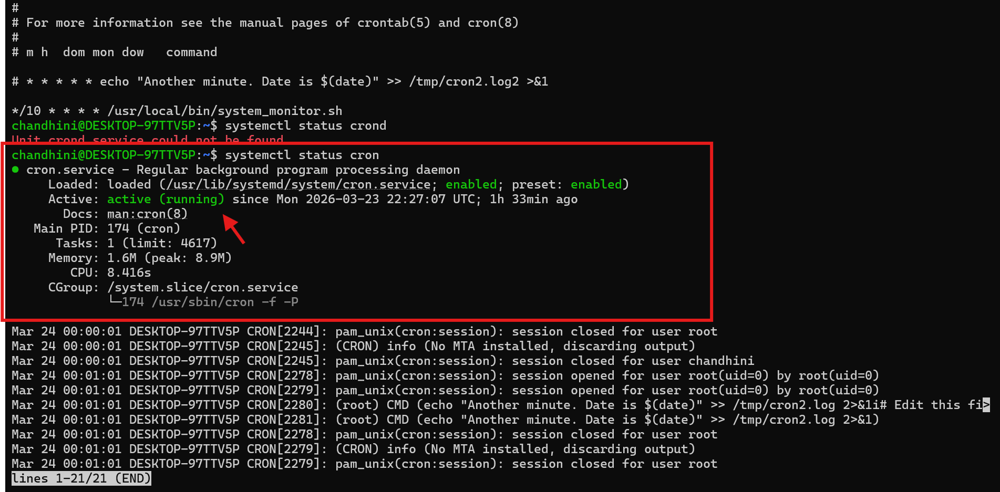 #
# For more information see the manual pages of crontab(5) and cron(8)
#
# m h  dom mon dow   command
# * * * * * echo "Another minute. Date is $(date)" >> /tmp/cron2.log2 >&1
*/10 * * * * /usr/local/bin/system_monitor.sh
chandhini@DESKTOP-97TTV5P:~$ systemctl status crond
Unit crond.service could not be found.
chandhini@DESKTOP-97TTV5P:~$ systemctl status cron
● cron.service - Regular background program processing daemon
     Loaded: loaded (/usr/lib/systemd/system/cron.service; enabled; preset: enabled)
     Active: active (running) since Mon 2026-03-23 22:27:07 UTC; 1h 33min ago
       Docs: man:cron(8)
   Main PID: 174 (cron)
      Tasks: 1 (limit: 4617)
     Memory: 1.6M (peak: 8.9M)
        CPU: 8.416s
     CGroup: /system.slice/cron.service
             └─174 /usr/sbin/cron -f -P
Mar 24 00:00:01 DESKTOP-97TTV5P CRON[2244]: pam_unix(cron:session): session closed for user root
Mar 24 00:00:01 DESKTOP-97TTV5P CRON[2245]: (CRON) info (No MTA installed, discarding output)
Mar 24 00:00:01 DESKTOP-97TTV5P CRON[2245]: pam_unix(cron:session): session closed for user chandhini
Mar 24 00:01:01 DESKTOP-97TTV5P CRON[2278]: pam_unix(cron:session): session opened for user root(uid=0) by root(uid=0)
Mar 24 00:01:01 DESKTOP-97TTV5P CRON[2279]: pam_unix(cron:session): session opened for user root(uid=0) by root(uid=0)
Mar 24 00:01:01 DESKTOP-97TTV5P CRON[2280]: (root) CMD (echo "Another minute. Date is $(date)" >> /tmp/cron2.log 2>&1i# Edit this fi>
Mar 24 00:01:01 DESKTOP-97TTV5P CRON[2281]: (root) CMD (echo "Another minute. Date is $(date)" >> /tmp/cron2.log 2>&1)
Mar 24 00:01:01 DESKTOP-97TTV5P CRON[2278]: pam_unix(cron:session): session closed for user root
Mar 24 00:01:01 DESKTOP-97TTV5P CRON[2279]: (CRON) info (No MTA installed, discarding output)
Mar 24 00:01:01 DESKTOP-97TTV5P CRON[2279]: pam_unix(cron:session): session closed for user root
lines 1-21/21 (END)